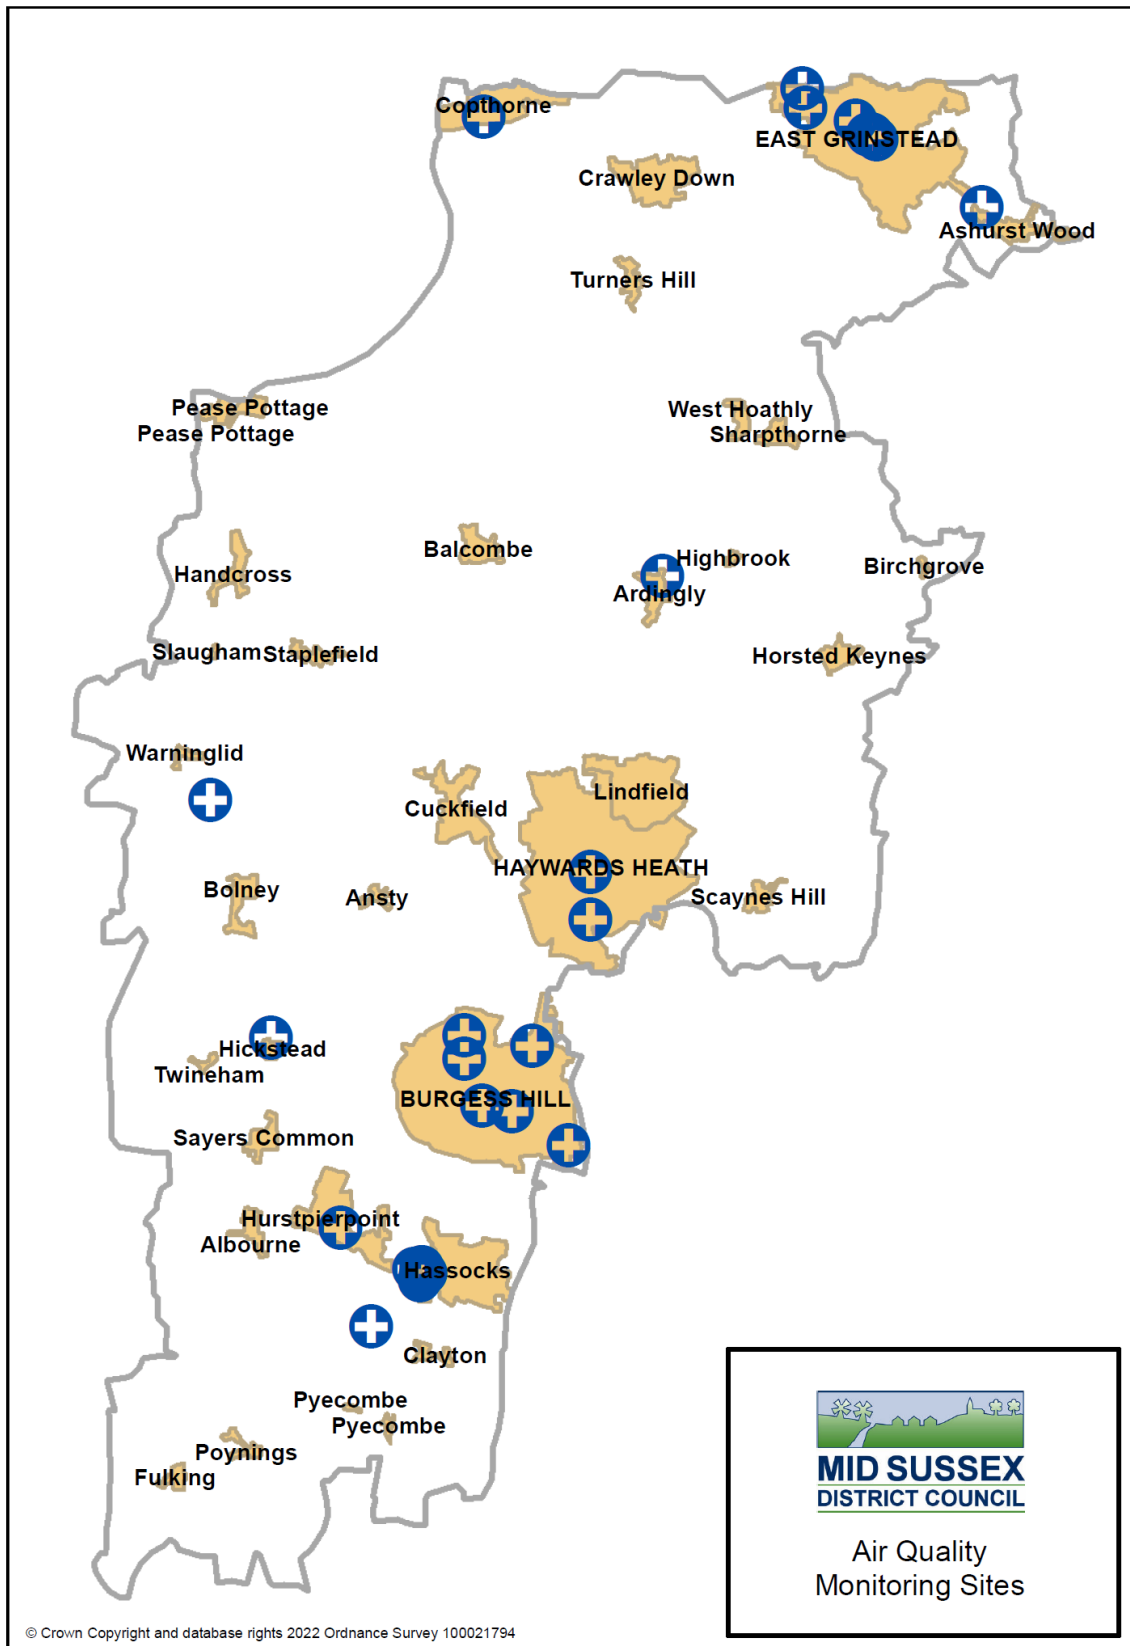 Copthorne
EAST GRINSTEAD
Crawley Down
Ashurst Wood
Turners Hill
Pease Pottage
Pease Pottage
West Hoathly
Sharpthorne
Balcombe
Highbrook
Birchgrove
Handcross
Ardingly
Slaugham
Staplefield
Horsted Keynes
Warninglid
Lindfield
Cuckfield
HAYWARDS HEATH
Bolney
Ansty
Scaynes Hill
Hickstead
Twineham
BURGESS HILL
Sayers Common
Hurstpierpoint
Albourne
Hassocks
Clayton
Pyecombe
Pyecombe
Poynings
Fulking
MID SUSSEX
DISTRICT COUNCIL
Air Quality
Monitoring Sites
© Crown Copyright and database rights 2022 Ordnance Survey 100021794